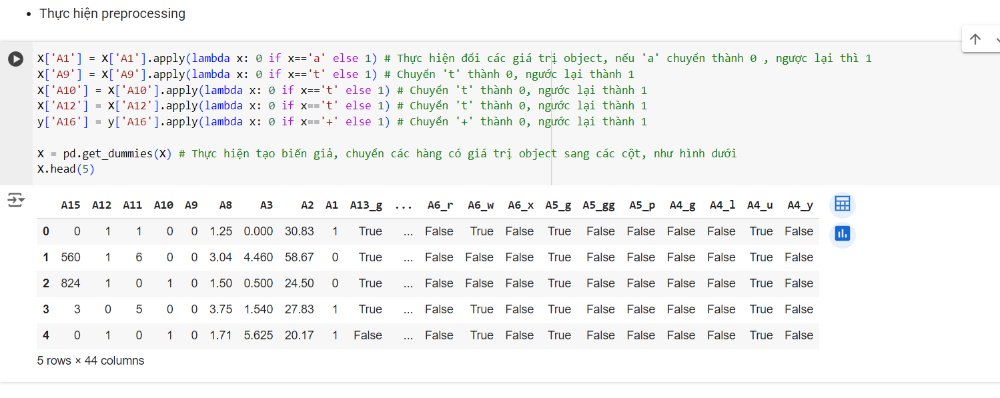 Thực hiện preprocessing
X['A1'] = X['A1'].apply(lambda x: 0 if x=='a' else 1) # Thực hiện đổi các giá trị object, nếu 'a' chuyển thành 0 , ngược lại thì 1
X['A9'] = X['A9'].apply(lambda x: 0 if x=='t' else 1) # Chuyển 't' thành 0, ngước lại thành 1
X['A10'] = X['A10'].apply(lambda x: 0 if x=='t' else 1) # Chuyển 't' thành 0, ngước lại thành 1
X['A12'] = X['A12'].apply(lambda x: 0 if x=='t' else 1) # Chuyển 't' thành 0, ngước lại thành 1
y['A16'] = y['A16'].apply(lambda x: 0 if x=='+' else 1) # Chuyển '+' thành 0, ngước lại thành 1
X = pd.get_dummies(X) # Thực hiện tạo biến giả, chuyển các hàng có giá trị object sang các cột, như hình dưới
X.head(5)
A15 A12 A11 A10 A9 A8 A3 A2 A1 A13_g ... A6_r A6_w A6_x A5_g A5_gg A5_p A4_g A4_l A4_u A4_y
0 0 1 1 0 0 1.25 0.000 30.83 1 True ... False True False True False False False False True False
1 560 1 6 0 0 3.04 4.460 58.67 0 True ... False False False True False False False False True False
2 824 1 0 1 0 1.50 0.500 24.50 0 True ... False False False True False False False False True False
3 3 0 5 0 0 3.75 1.540 27.83 1 True ... False True False True False False False False True False
4 0 1 0 1 0 1.71 5.625 20.17 1 False ... False True False True False False False False True False
5 rows × 44 columns